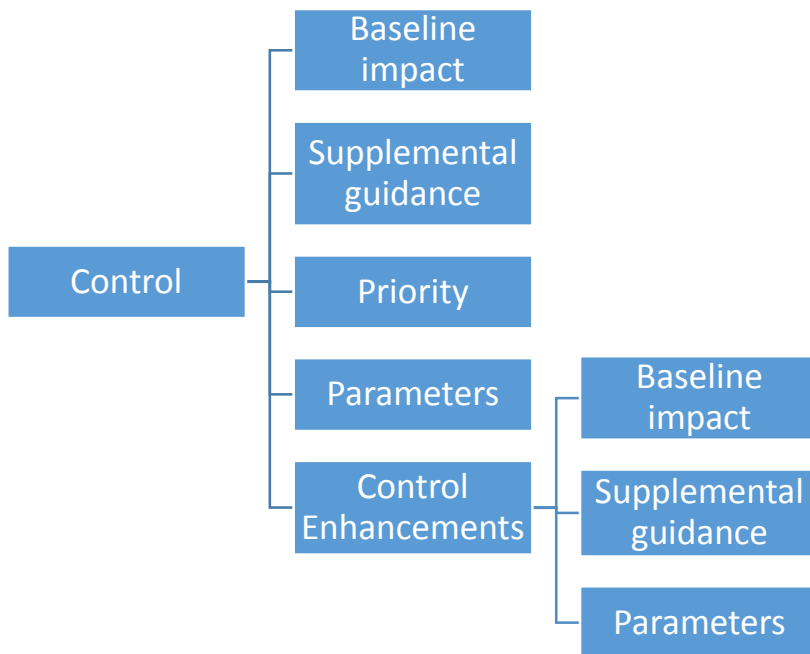 Baseline
impact
Supplemental
guidance
Control
Priority
Parameters
Control
Enhancements
Baseline
impact
Supplemental
guidance
Parameters